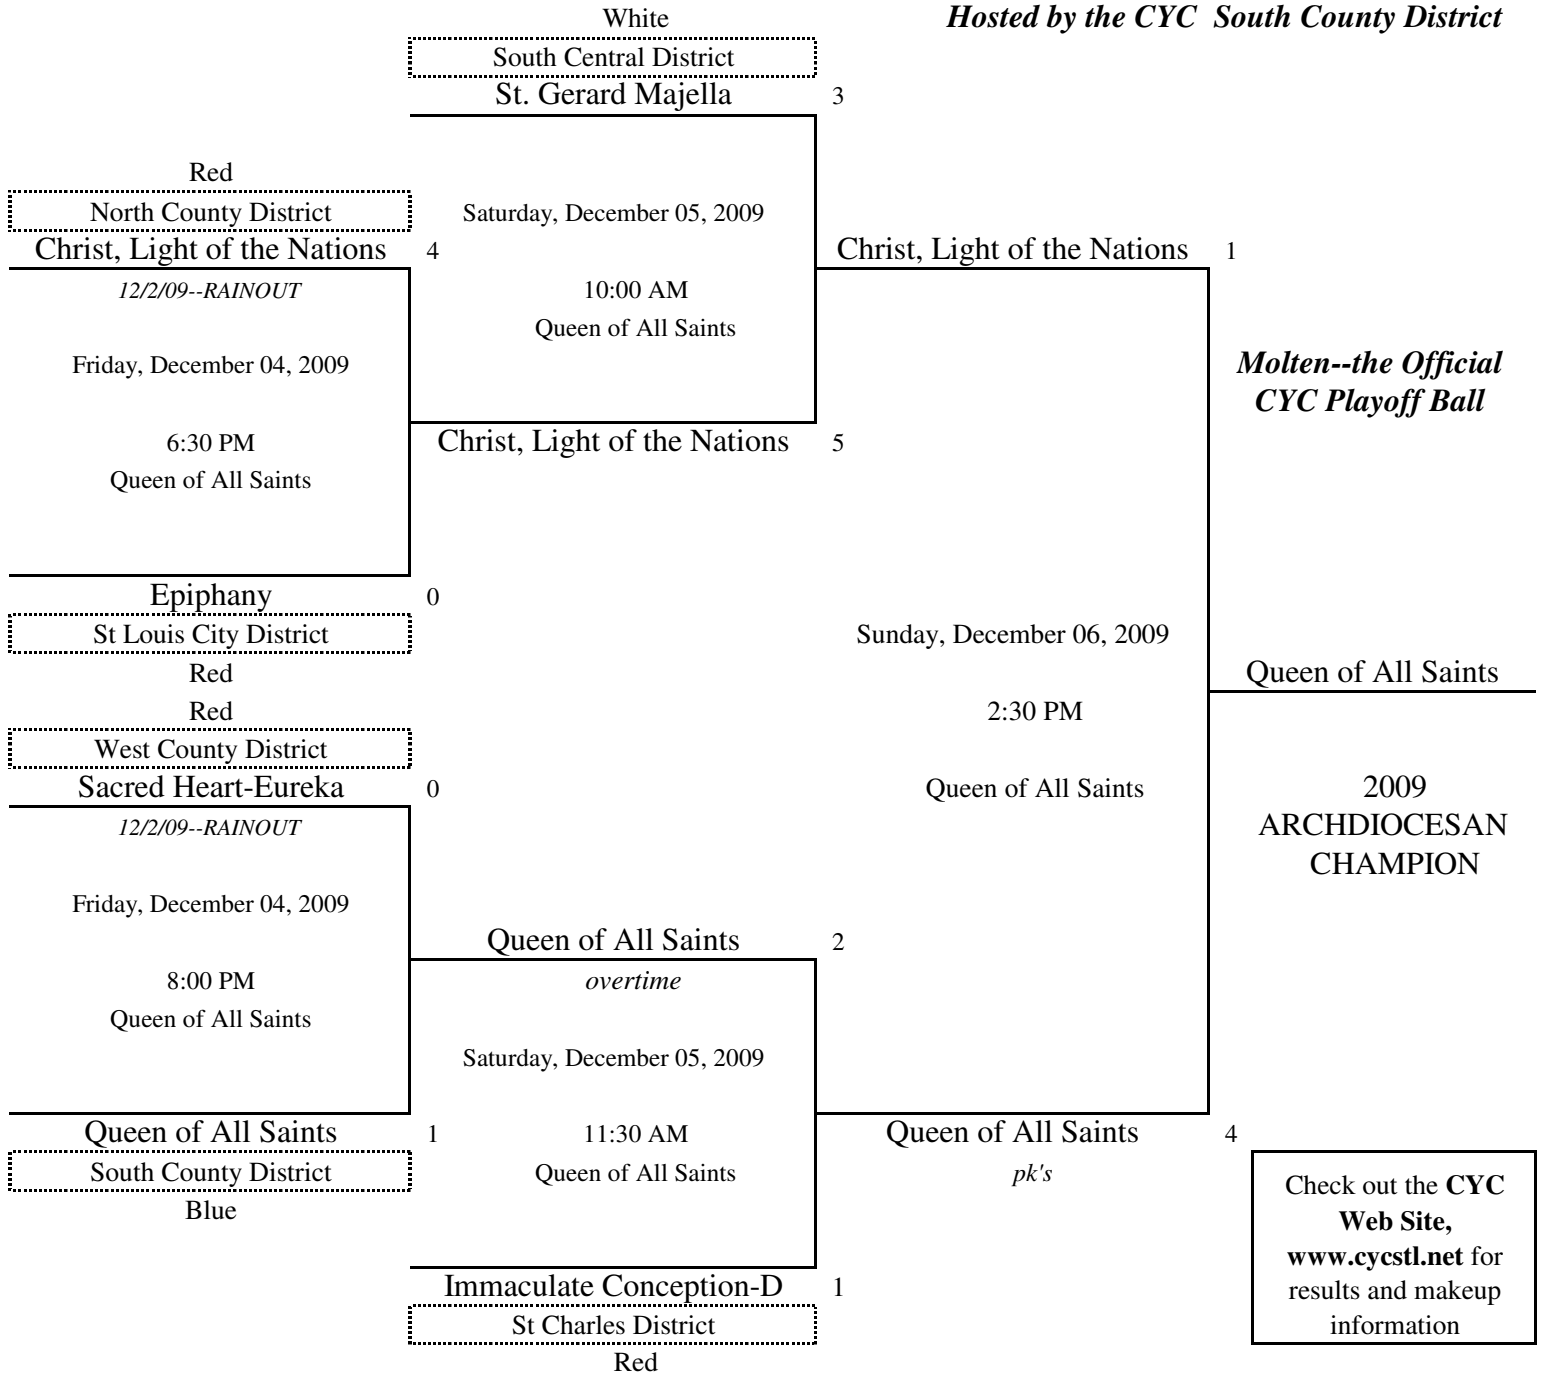 White
Hosted by the CYC South County District
South Central District
St. Gerard Majella 3
Red
North County District
Saturday, December 05, 2009
Christ, Light of the Nations 4
Christ, Light of the Nations 1
12/2/09--RAINOUT
10:00 AM
Queen of All Saints
Friday, December 04, 2009
Molten--the Official
CYC Playoff Ball
6:30 PM
Christ, Light of the Nations 5
Queen of All Saints
Epiphany 0
St Louis City District
Sunday, December 06, 2009
Red
Queen of All Saints
Red
2:30 PM
West County District
Sacred Heart-Eureka 0
Queen of All Saints
2009
ARCHDIOCESAN
CHAMPION
12/2/09--RAINOUT
Friday, December 04, 2009
Queen of All Saints 2
overtime
8:00 PM
Queen of All Saints
Saturday, December 05, 2009
Queen of All Saints 1
11:30 AM
Queen of All Saints 4
South County District
Queen of All Saints
pk's
Blue
Check out the CYC
Web Site,
www.cycstl.net for
results and makeup
information
Immaculate Conception-D 1
St Charles District
Red